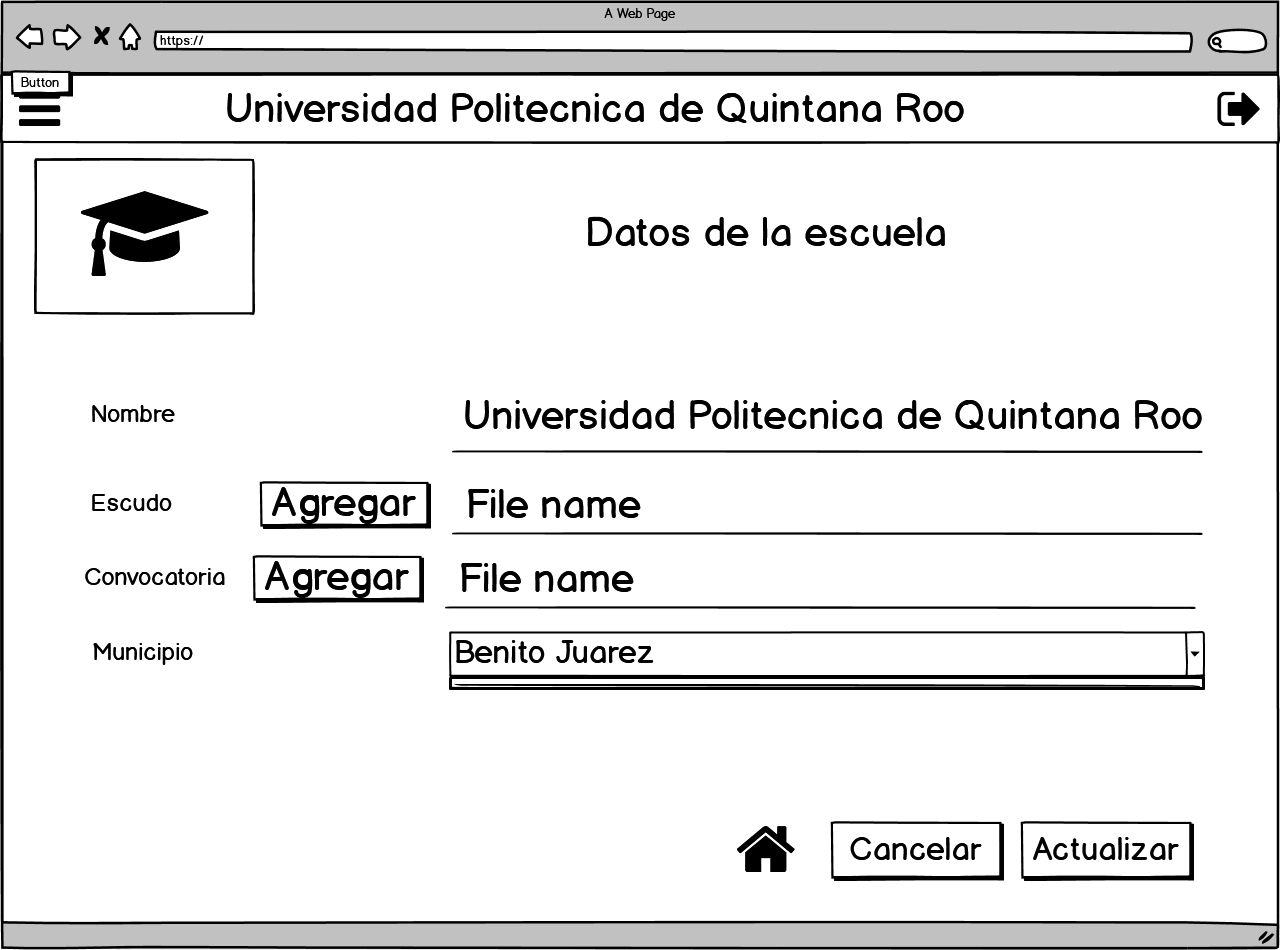 A Web Page
https://
Button
Universidad Politecnica de Quintana Roo
Datos de la escuela
Nombre
Universidad Politecnica de Quintana Roo
Escudo
Agregar
File name
Convocatoria
Agregar
File name
Municipio
Benito Juarez
Cancelar
Actualizar